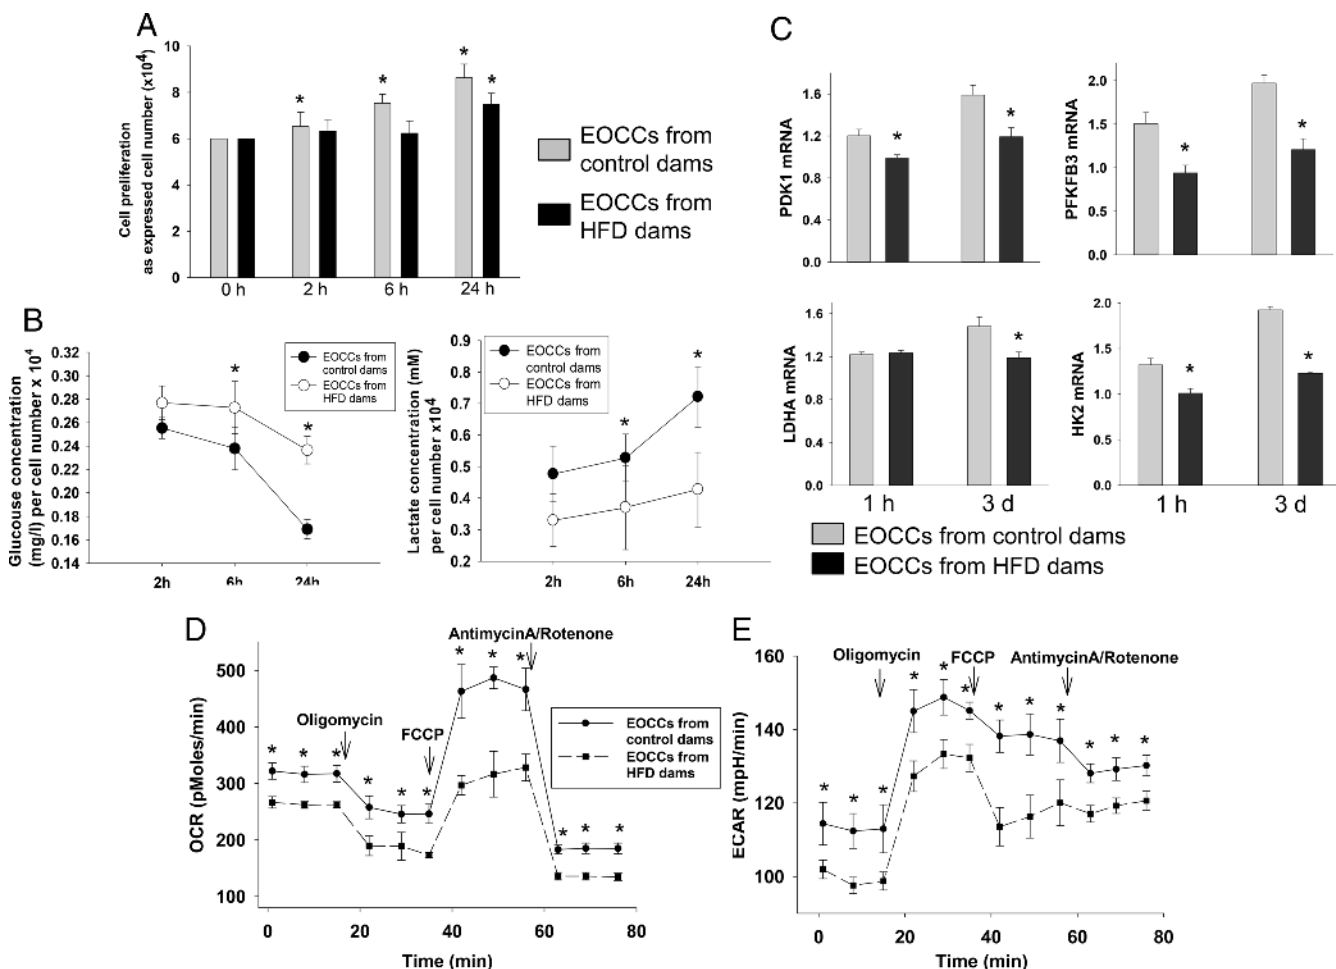 A
Cell preliferation
as expressed cell number (x10⁴)
10
8
6
4
2
0
*
*
*
*
0 h
2 h
6 h
24 h
EOCCs from
control dams
EOCCs from
HFD dams
B
Glucouse concentration
(mg/l) per cell number x 10⁴
0.32
0.30
0.28
0.26
0.24
0.22
0.20
0.18
0.16
0.14
*
*
EOCCs from
control dams
EOCCs from
HFD dams
2h
6h
24h
Lactate concentration (mM)
per cell number x10⁴
0.9
0.8
0.7
0.6
0.5
0.4
0.3
0.2
EOCCs from
control dams
EOCCs from
HFD dams
*
*
2h
6h
24h
C
PDK1 mRNA
1.6
1.2
0.8
0.4
0.0
*
*
PFKFB3 mRNA
2.0
1.5
1.0
0.5
0.0
*
*
LDHA mRNA
1.6
1.2
0.8
0.4
0.0
*
1 h
3 d
HK2 mRNA
2.0
1.5
1.0
0.5
0.0
*
*
1 h
3 d
EOCCs from control dams
EOCCs from HFD dams
D
OCR (pMoles/min)
500
400
300
200
100
Oligomycin
FCCP
AntimycinA/Rotenone
* * * * * * * * * * * *
EOCCs from
control dams
EOCCs from
HFD dams
0
20
40
60
80
Time (min)
E
ECAR (mpH/min)
160
140
120
100
Oligomycin
FCCP
AntimycinA/Rotenone
* * * * * * * * * * * *
0
20
40
60
80
Time (min)